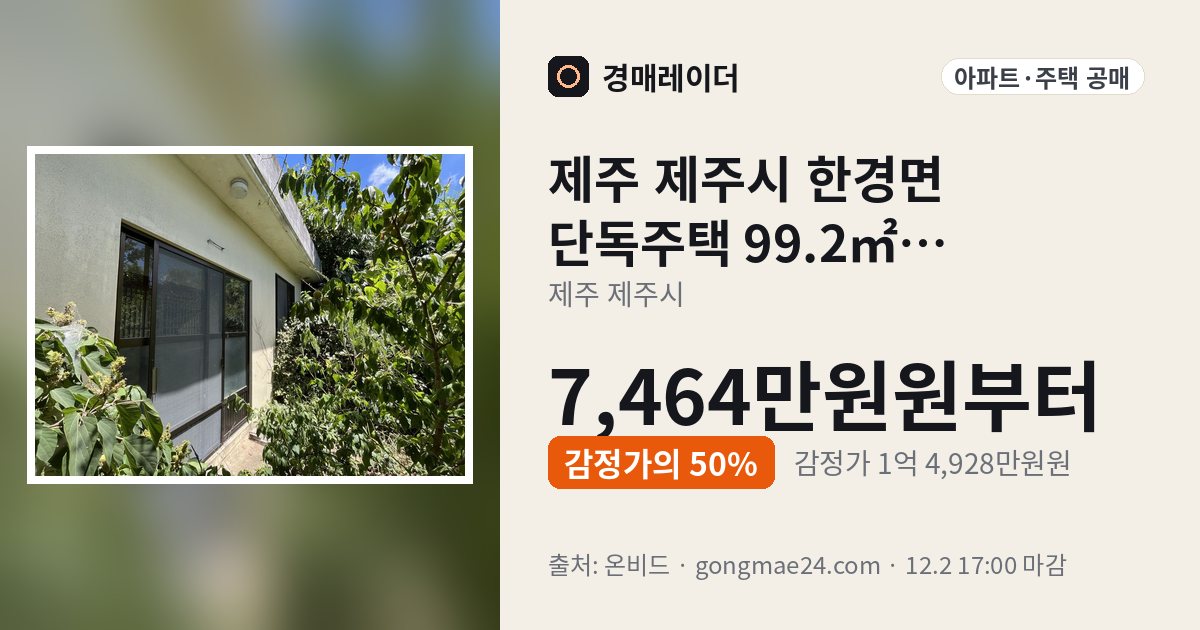 경매레이더
아파트·주택 공매
제주 제주시 한경면
단독주택 99.2㎡…
제주 제주시
7,464만원원부터
감정가의 50%
감정가 1억 4,928만원원
출처: 온비드 · gongmae24.com · 12.2 17:00 마감